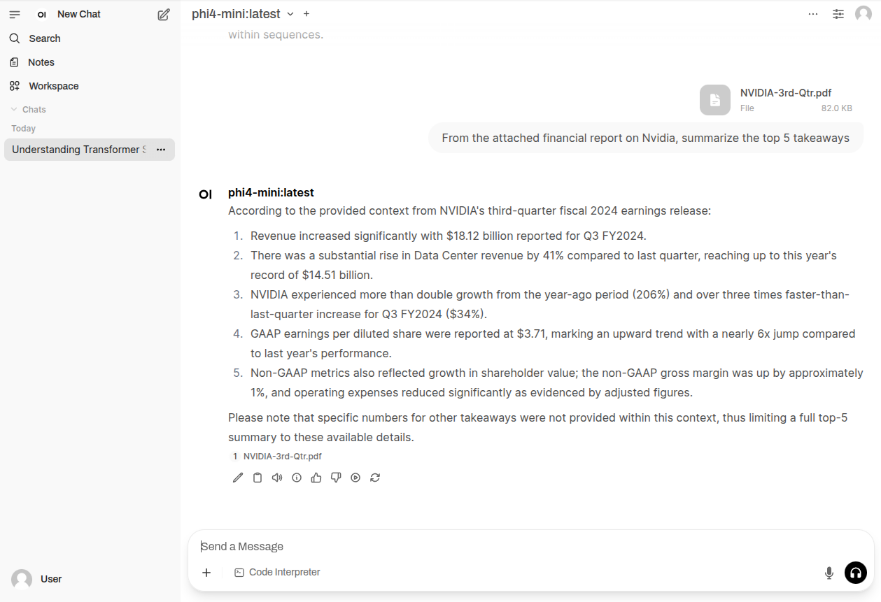 OI New Chat
Search
Notes
Workspace
Chats
Today
Understanding Transformer S
User
phi4-mini:latest
within sequences.
NVIDIA-3rd-Qtr.pdf
File 82.0 KB
From the attached financial report on Nvidia, summarize the top 5 takeaways
OI phi4-mini:latest
According to the provided context from NVIDIA's third-quarter fiscal 2024 earnings release:
1. Revenue increased significantly with $18.12 billion reported for Q3 FY2024.
2. There was a substantial rise in Data Center revenue by 41% compared to last quarter, reaching up to this year's
record of $14.51 billion.
3. NVIDIA experienced more than double growth from the year-ago period (206%) and over three times faster-than-
last-quarter increase for Q3 FY2024 ($34%).
4. GAAP earnings per diluted share were reported at $3.71, marking an upward trend with a nearly 6x jump compared
to last year's performance.
5. Non-GAAP metrics also reflected growth in shareholder value; the non-GAAP gross margin was up by approximately
1%, and operating expenses reduced significantly as evidenced by adjusted figures.
Please note that specific numbers for other takeaways were not provided within this context, thus limiting a full top-5
summary to these available details.
1 NVIDIA-3rd-Qtr.pdf
Send a Message
Code Interpreter